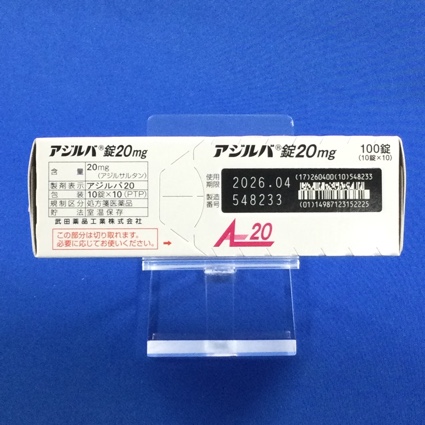 アジルバ®錠20mg
含量 20mg (アジルサルタン)
製剤表示 アジルバ20
包装 10錠×10(PTP)
規制区分 処方箋医薬品
貯法 室温保存
武田薬品工業株式会社
この部分は切り取れます。
必要に応じてお使いください。
→
アジルバ®錠20mg
100錠
(10錠×10)
使用期限 2026.04
製造番号 548233
(17)260400(10)548233
(01)14987123152225
A 20